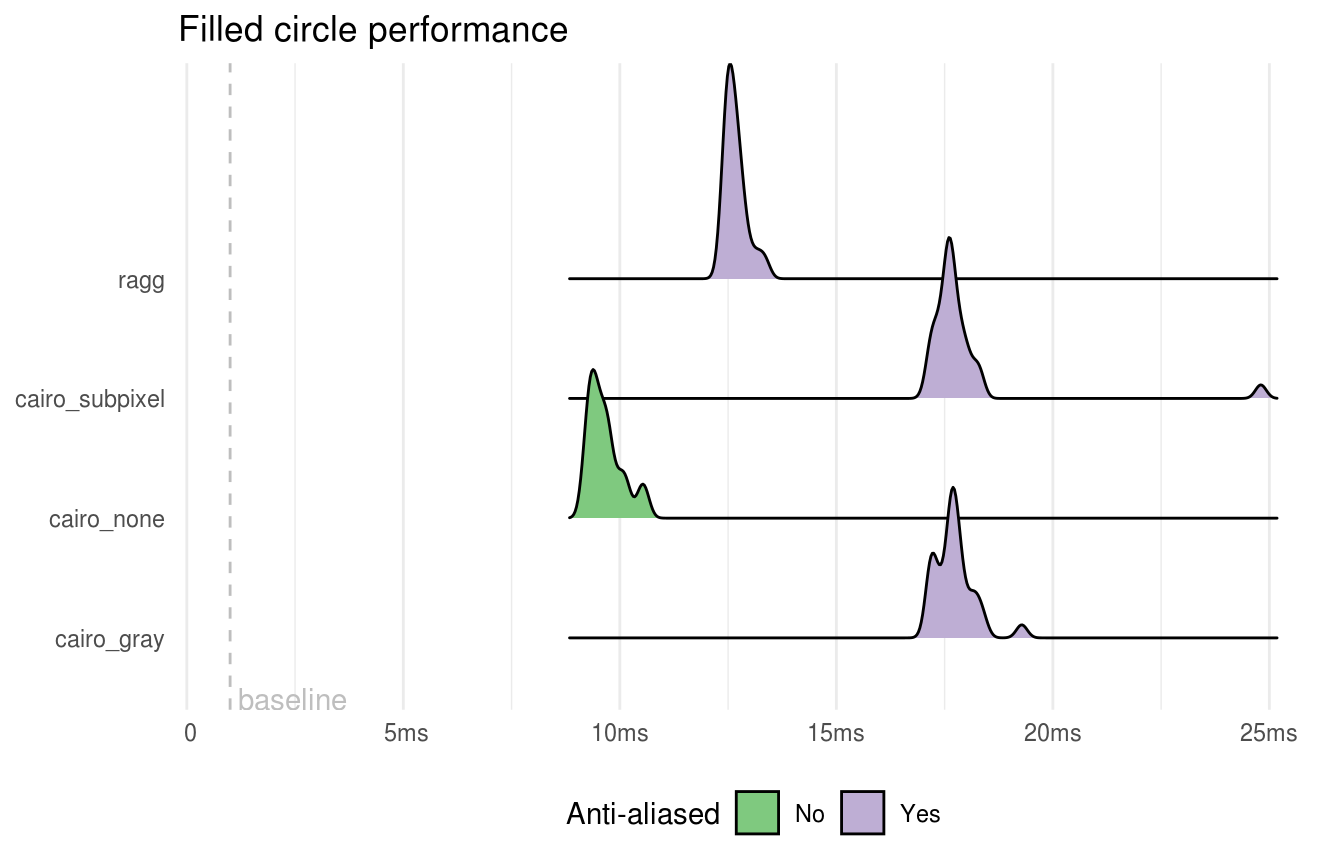 Filled circle performance
ragg
cairo_subpixel
cairo_none
cairo_gray
baseline
0 5ms 10ms 15ms 20ms 25ms
Anti-aliased No Yes